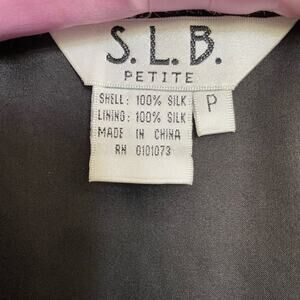 S.L.B.
PETITE
SHELL: 100% SILK
LINING: 100% SILK
MADE IN CHINA
RN 0101073
P